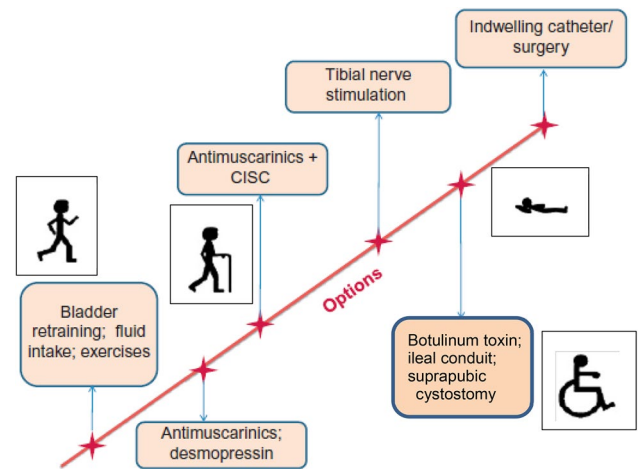 Indwelling catheter/
surgery
Tibial nerve
stimulation
Antimuscarinics +
CISC
Options
Bladder
retraining; fluid
intake; exercises
Botulinum toxin;
ileal conduit;
suprapubic
cystostomy
Antimuscarinics;
desmopressin